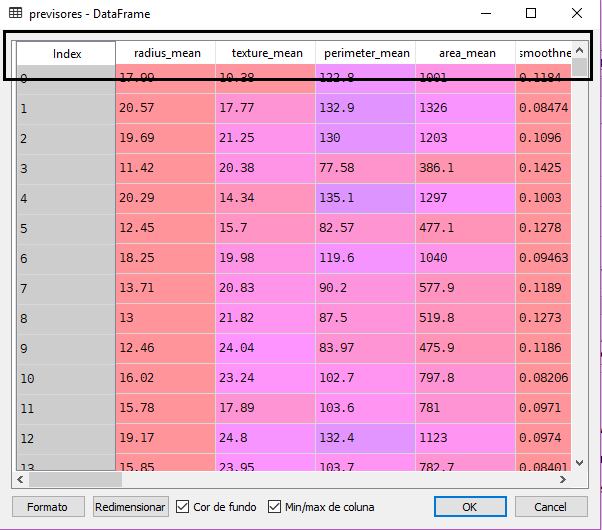 previsores - DataFrame
Index radius_mean texture_mean perimeter_mean area_mean smoothne
0 17.99 10.38 122.8 1001 0.1184
1 20.57 17.77 132.9 1326 0.08474
2 19.69 21.25 130 1203 0.1096
3 11.42 20.38 77.58 386.1 0.1425
4 20.29 14.34 135.1 1297 0.1003
5 12.45 15.7 82.57 477.1 0.1278
6 18.25 19.98 119.6 1040 0.09463
7 13.71 20.83 90.2 577.9 0.1189
8 13 21.82 87.5 519.8 0.1273
9 12.46 24.04 83.97 475.9 0.1186
10 16.02 23.24 102.7 797.8 0.08206
11 15.78 17.89 103.6 781 0.0971
12 19.17 24.8 132.4 1123 0.0974
13 15.85 23.95 103.7 782.7 0.08401
Formato Redimensionar Cor de fundo Min/max de coluna OK Cancel